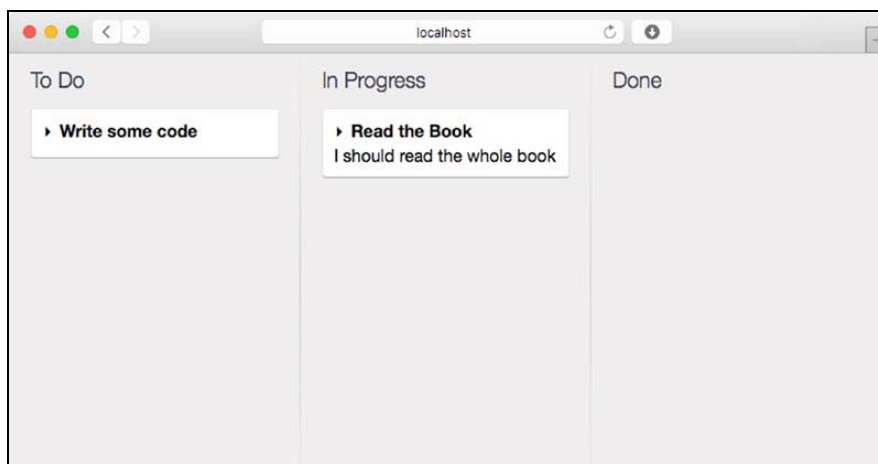 localhost
To Do
In Progress
Done
Write some code
Read the Book
I should read the whole book